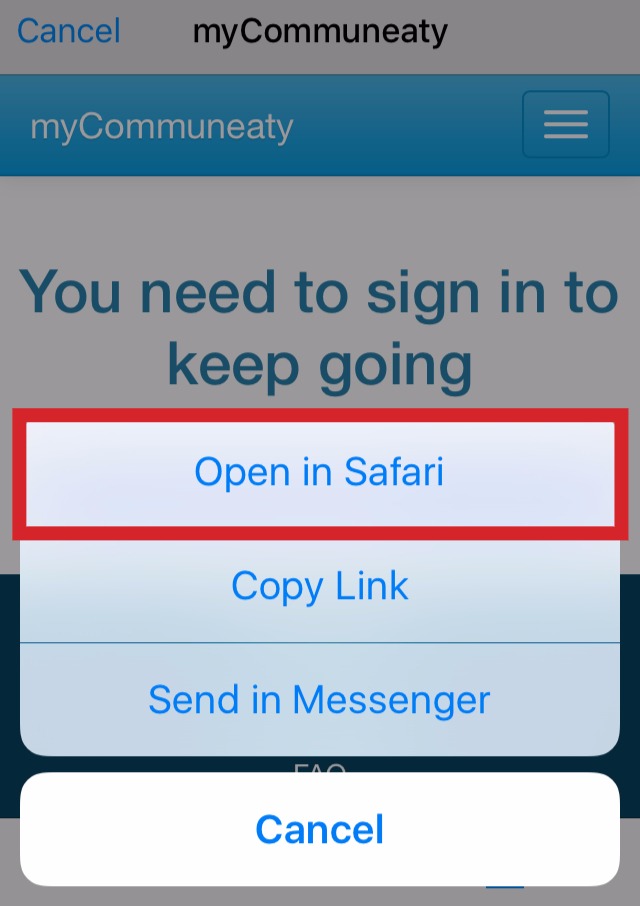 Cancel myCommuneaty
myCommuneaty
You need to sign in to
keep going
Open in Safari
Copy Link
Send in Messenger
FAQ
Cancel